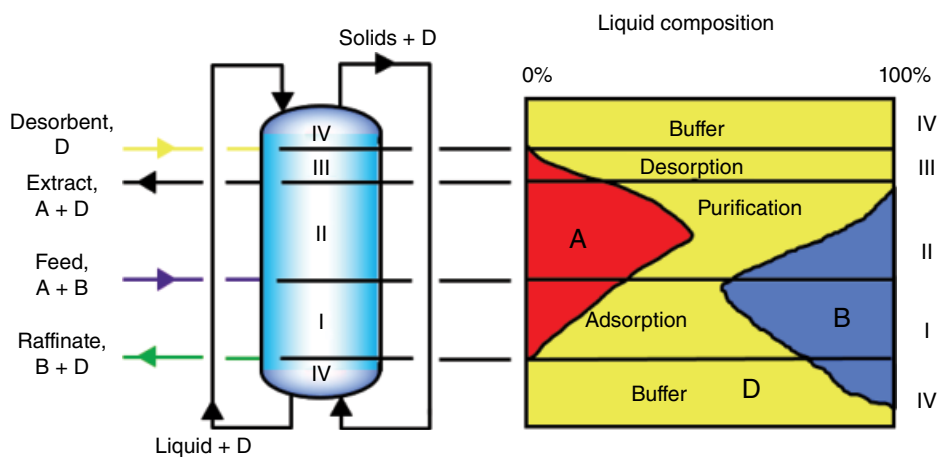 Solids + D
Liquid composition
0%
100%
Desorbent,
D
Extract,
A + D
Feed,
A + B
Raffinate,
B + D
IV
III
II
I
IV
Liquid + D
Buffer
Desorption
Purification
A
Adsorption
B
Buffer
D
IV
III
II
I
IV